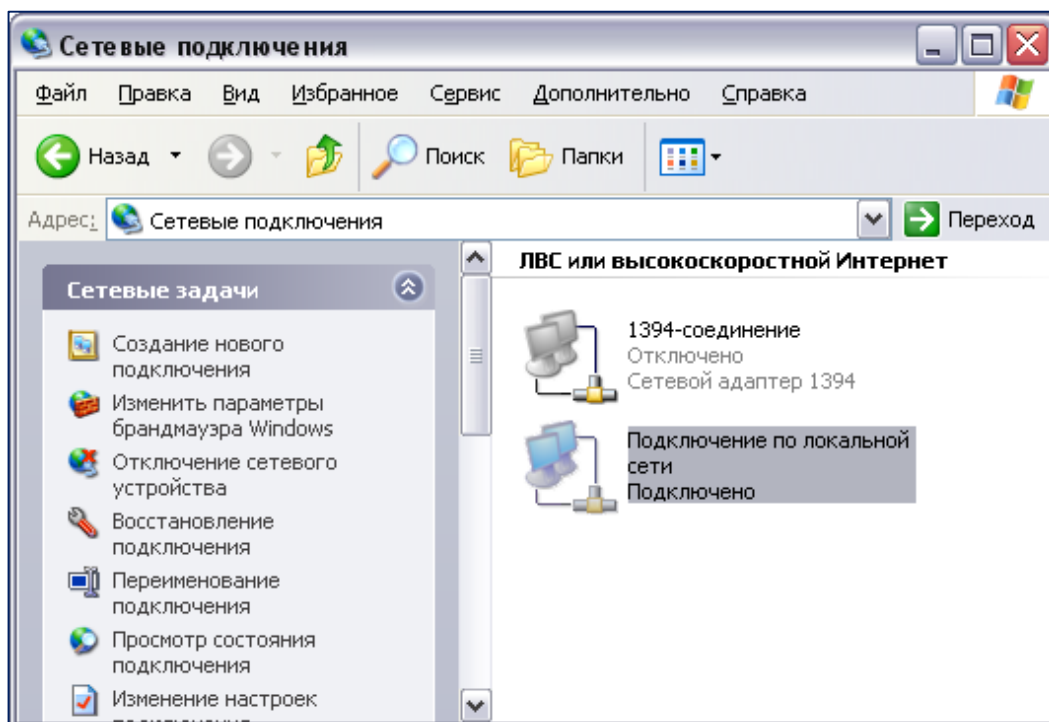 Сетевые подключения
Файл Правка Вид Избранное Сервис Дополнительно Справка
Назад Поиск Папки
Адрес: Сетевые подключения Переход
Сетевые задачи
Создание нового
подключения
Изменить параметры
брандмауэра Windows
Отключение сетевого
устройства
Восстановление
подключения
Переименование
подключения
Просмотр состояния
подключения
Изменение настроек
ЛВС или высокоскоростной Интернет
1394-соединение
Отключено
Сетевой адаптер 1394
Подключение по локальной
сети
Подключено